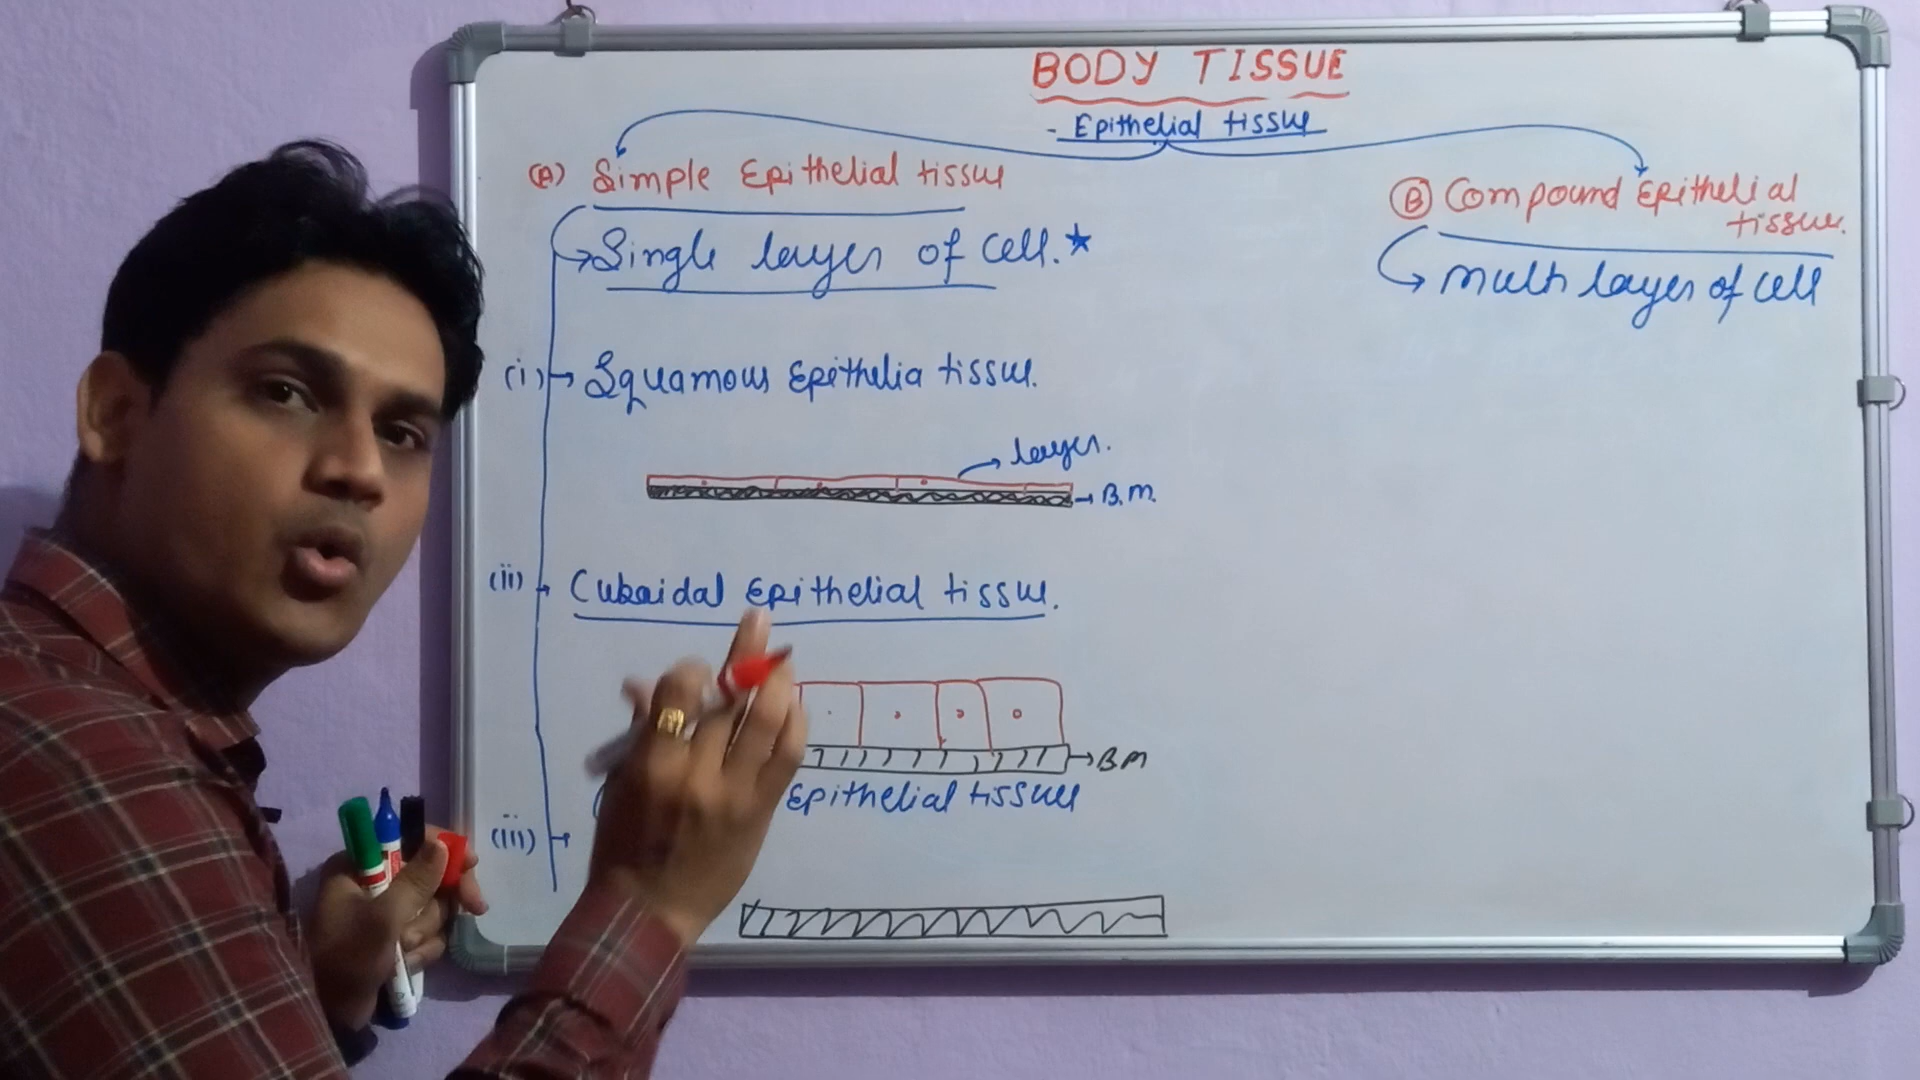 BODY TISSUE
- Epithelial tissue
(A) Simple Epithelial tissue
Single layer of cell.
(i) Squamous Epithelia tissue.
layer.
B.M.
(ii) Cuboidal Epithelial tissue.
BM
Epithelial tissue
(iii)
B Compound Epithelial
tissue.
multi layer of cell